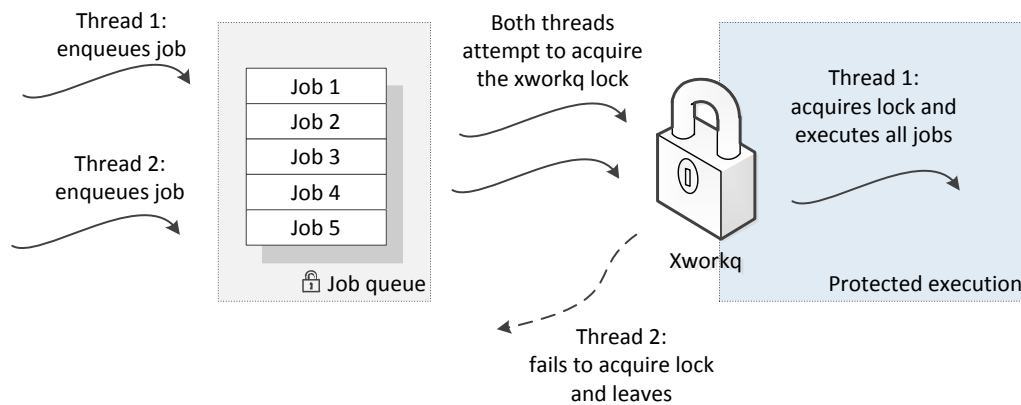 Thread 1:
enqueues job
Thread 2:
enqueues job
Job 1
Job 2
Job 3
Job 4
Job 5
Job queue
Both threads
attempt to acquire
the xworkq lock
Xworkq
Thread 2:
fails to acquire lock
and leaves
Thread 1:
acquires lock and
executes all jobs
Protected execution